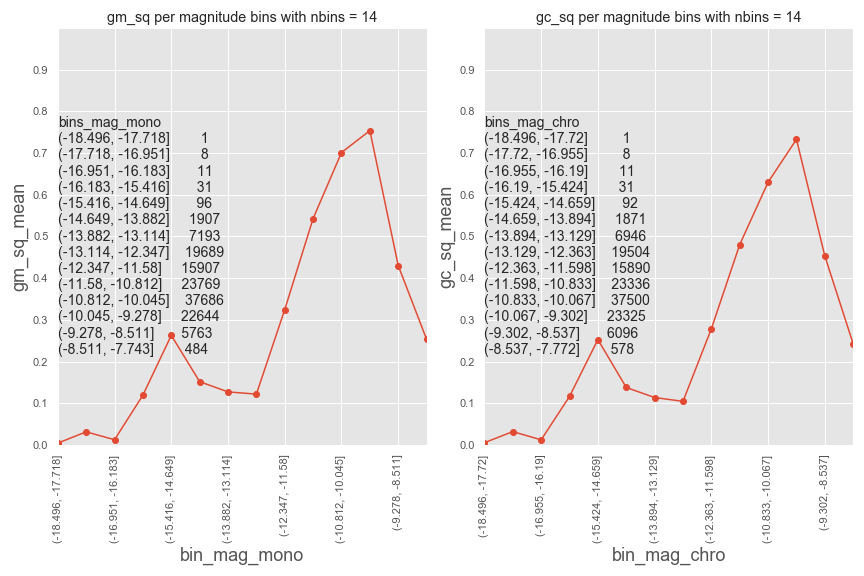 gm_sq per magnitude bins with nbins = 14
0.9
0.8
0.7
0.6
0.5
0.4
0.3
0.2
0.1
0.0
gm_sq_mean
bins_mag_mono
(-18.496, -17.718] 1
(-17.718, -16.951] 8
(-16.951, -16.183] 11
(-16.183, -15.416] 31
(-15.416, -14.649] 96
(-14.649, -13.882] 1907
(-13.882, -13.114] 7193
(-13.114, -12.347] 19689
(-12.347, -11.58] 15907
(-11.58, -10.812] 23769
(-10.812, -10.045] 37686
(-10.045, -9.278] 22644
(-9.278, -8.511] 5763
(-8.511, -7.743] 484
(-18.496, -17.718]
(-16.951, -16.183]
(-15.416, -14.649]
(-13.882, -13.114]
(-12.347, -11.58]
(-10.812, -10.045]
(-9.278, -8.511]
bin_mag_mono
gc_sq per magnitude bins with nbins = 14
0.9
0.8
0.7
0.6
0.5
0.4
0.3
0.2
0.1
0.0
gc_sq_mean
bins_mag_chro
(-18.496, -17.72] 1
(-17.72, -16.955] 8
(-16.955, -16.19] 11
(-16.19, -15.424] 31
(-15.424, -14.659] 92
(-14.659, -13.894] 1871
(-13.894, -13.129] 6946
(-13.129, -12.363] 19504
(-12.363, -11.598] 15890
(-11.598, -10.833] 23336
(-10.833, -10.067] 37500
(-10.067, -9.302] 23325
(-9.302, -8.537] 6096
(-8.537, -7.772] 578
(-18.496, -17.72]
(-16.955, -16.19]
(-15.424, -14.659]
(-13.894, -13.129]
(-12.363, -11.598]
(-10.833, -10.067]
(-9.302, -8.537]
bin_mag_chro